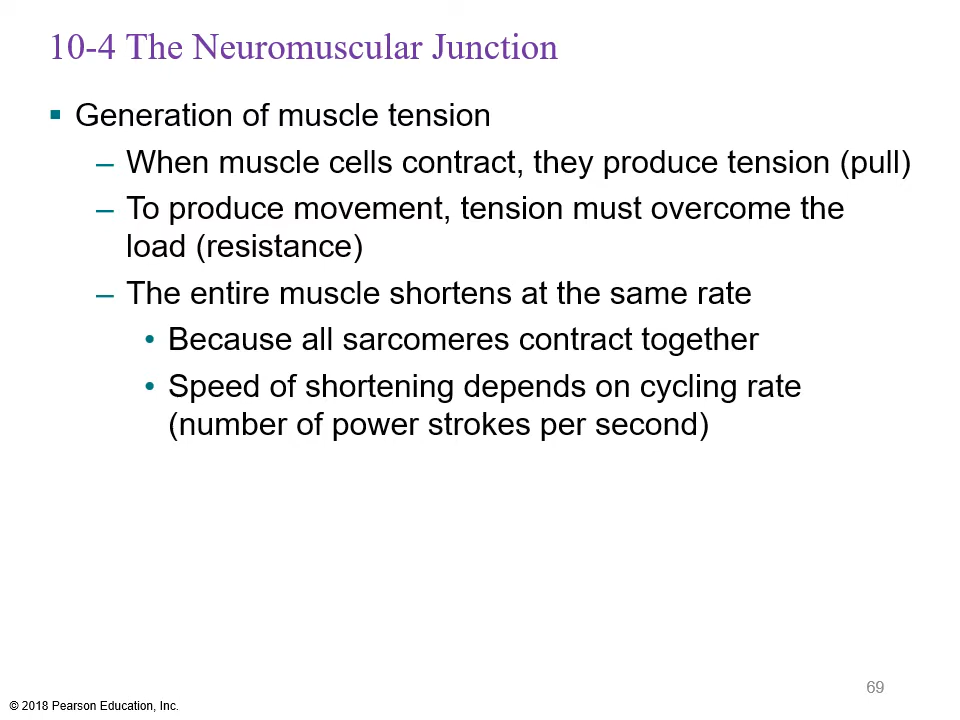 10-4 The Neuromuscular Junction
▪ Generation of muscle tension
– When muscle cells contract, they produce tension (pull)
– To produce movement, tension must overcome the
load (resistance)
– The entire muscle shortens at the same rate
• Because all sarcomeres contract together
• Speed of shortening depends on cycling rate
(number of power strokes per second)
69
© 2018 Pearson Education, Inc.